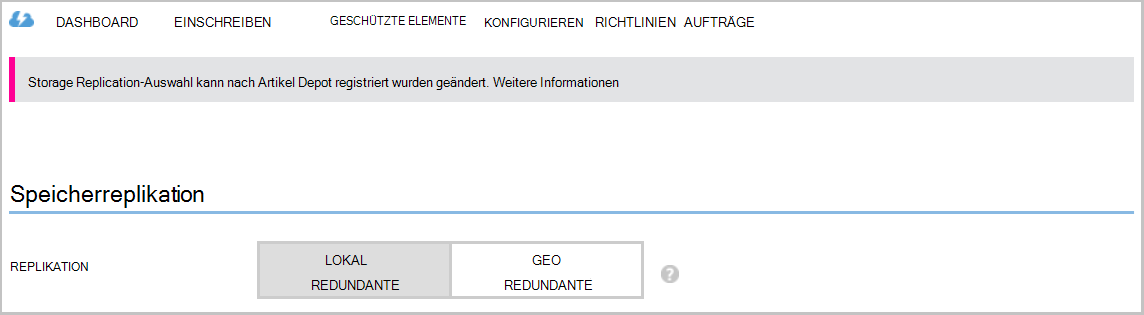 DASHBOARD EINSCHREIBEN GESCHÜTZTE ELEMENTE KONFIGURIEREN RICHTLINIEN AUFTRÄGE
Storage Replication-Auswahl kann nach Artikel Depot registriert wurden geändert. Weitere Informationen
Speicherreplikation
REPLIKATION
LOKAL
REDUNDANTE
GEO
REDUNDANTE
?